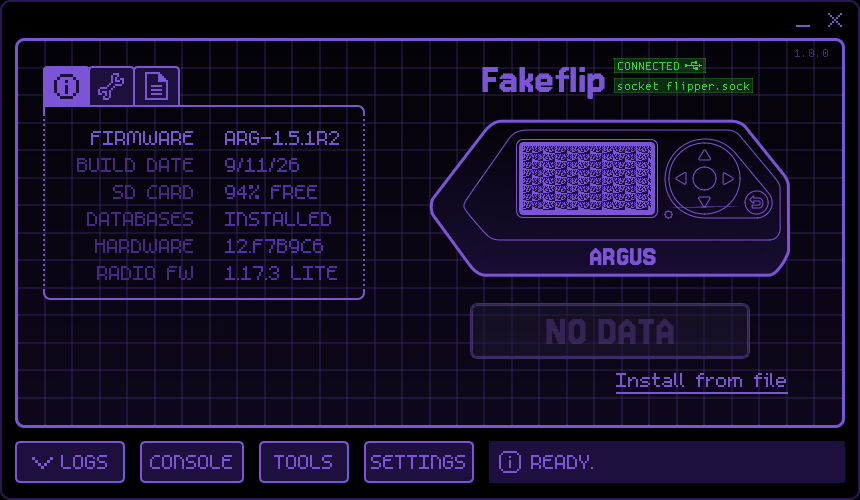 1.0.0
Fakeflip
CONNECTED
socket flipper.sock
FIRMWARE ARG-1.5.1R2
BUILD DATE 9/11/26
SD CARD 94% FREE
DATABASES INSTALLED
HARDWARE 12.F7B9C6
RADIO FW 1.17.3 LITE
ARGUS
NO DATA
Install from file
LOGS CONSOLE TOOLS SETTINGS READY.